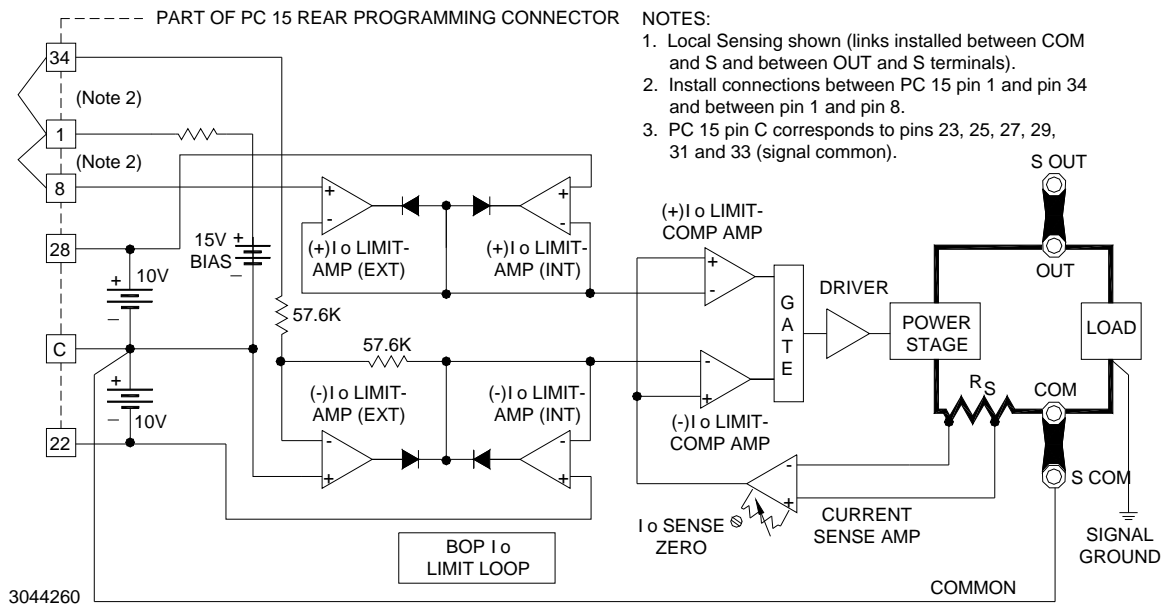 PART OF PC 15 REAR PROGRAMMING CONNECTOR
NOTES:
1. Local Sensing shown (links installed between COM
and S and between OUT and S terminals).
2. Install connections between PC 15 pin 1 and pin 34
and between pin 1 and pin 8.
3. PC 15 pin C corresponds to pins 23, 25, 27, 29,
31 and 33 (signal common).
34
(Note 2)
1
(Note 2)
8
28
C
22
+
10V
–
+
–
10V
15V
BIAS
+
–
57.6K
57.6K
+
-
(+)I o LIMIT-
AMP (EXT)
+
-
(+)I o LIMIT-
AMP (INT)
(-)I o LIMIT-
AMP (EXT)
-
+
(-)I o LIMIT-
AMP (INT)
-
+
BOP I o
LIMIT LOOP
(+)I o LIMIT-
COMP AMP
+
-
-
+
(-)I o LIMIT-
COMP AMP
GATE
DRIVER
POWER
STAGE
LOAD
S OUT
OUT
RS
COM
S COM
-
+
I o SENSE
ZERO
CURRENT
SENSE AMP
SIGNAL
GROUND
COMMON
3044260